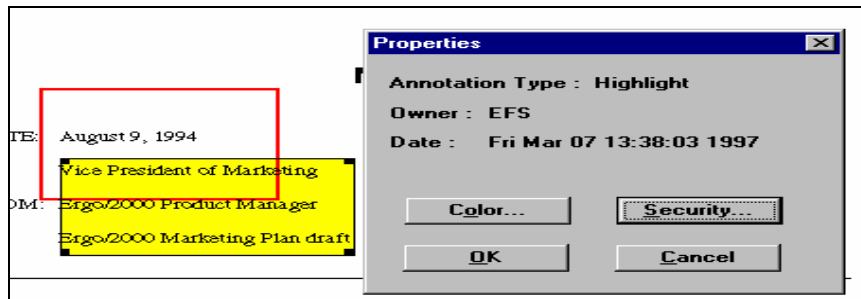 Properties
Annotation Type : Highlight
Owner : EFS
Date : Fri Mar 07 13:38:03 1997
Color...
Security...
OK
Cancel
TE: August 9, 1994
Vice President of Marketing
OM: Ergo/2000 Product Manager
Ergo/2000 Marketing Plan draft